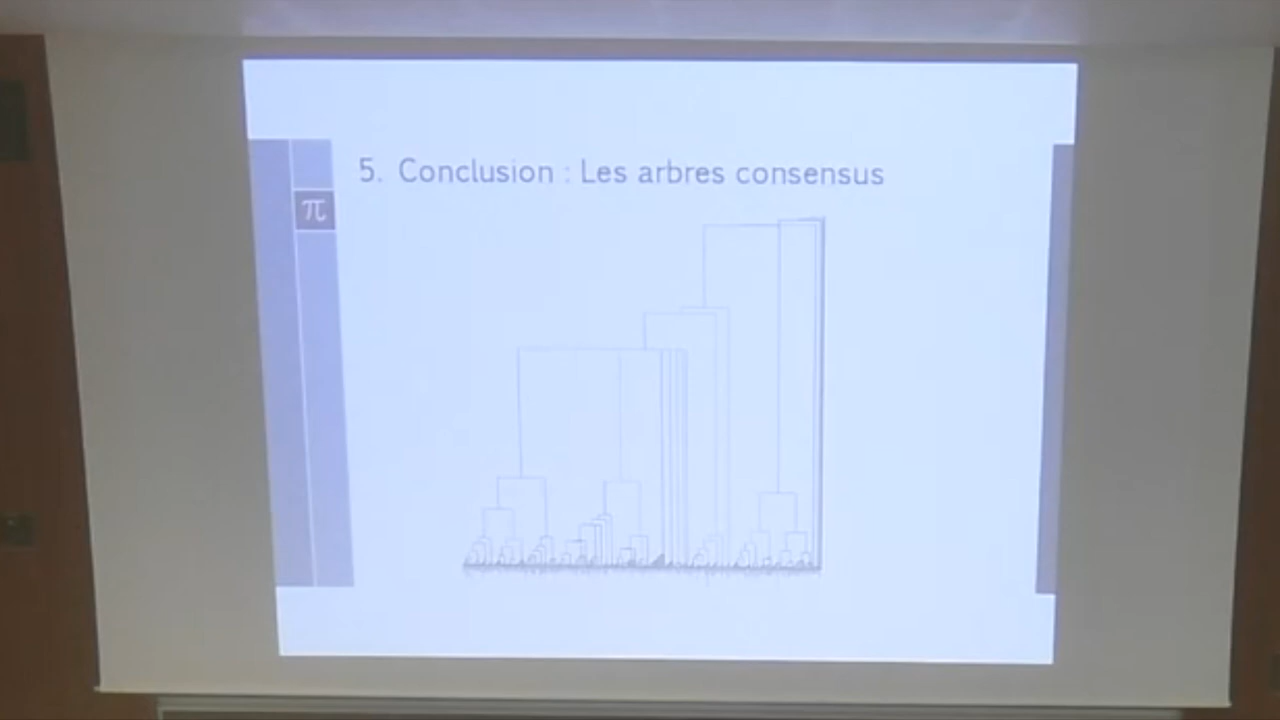 5. Conclusion : Les arbres consensus
π